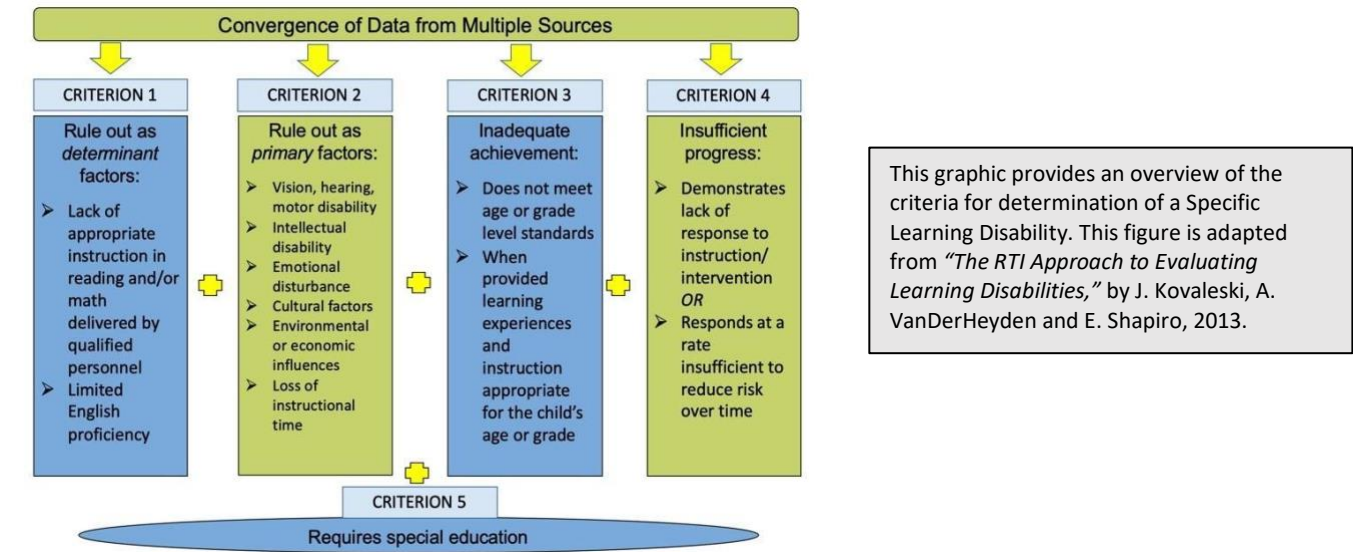 Convergence of Data from Multiple Sources
CRITERION 1
Rule out as
determinant
factors:
➤ Lack of
appropriate
instruction in
reading and/or
math
delivered by
qualified
personnel
➤ Limited
English
proficiency
CRITERION 2
Rule out as
primary factors:
➤ Vision, hearing,
motor disability
➤ Intellectual
disability
➤ Emotional
disturbance
➤ Cultural factors
➤ Environmental
or economic
influences
➤ Loss of
instructional
time
CRITERION 3
Inadequate
achievement:
➤ Does not meet
age or grade
level standards
➤ When
provided
learning
experiences
and
instruction
appropriate
for the child’s
age or grade
CRITERION 4
Insufficient
progress:
➤ Demonstrates
lack of
response to
instruction/
intervention
OR
➤ Responds at a
rate
insufficient to
reduce risk
over time
CRITERION 5
Requires special education
This graphic provides an overview of the
criteria for determination of a Specific
Learning Disability. This figure is adapted
from “The RTI Approach to Evaluating
Learning Disabilities,” by J. Kovaleski, A.
VanDerHeyden and E. Shapiro, 2013.